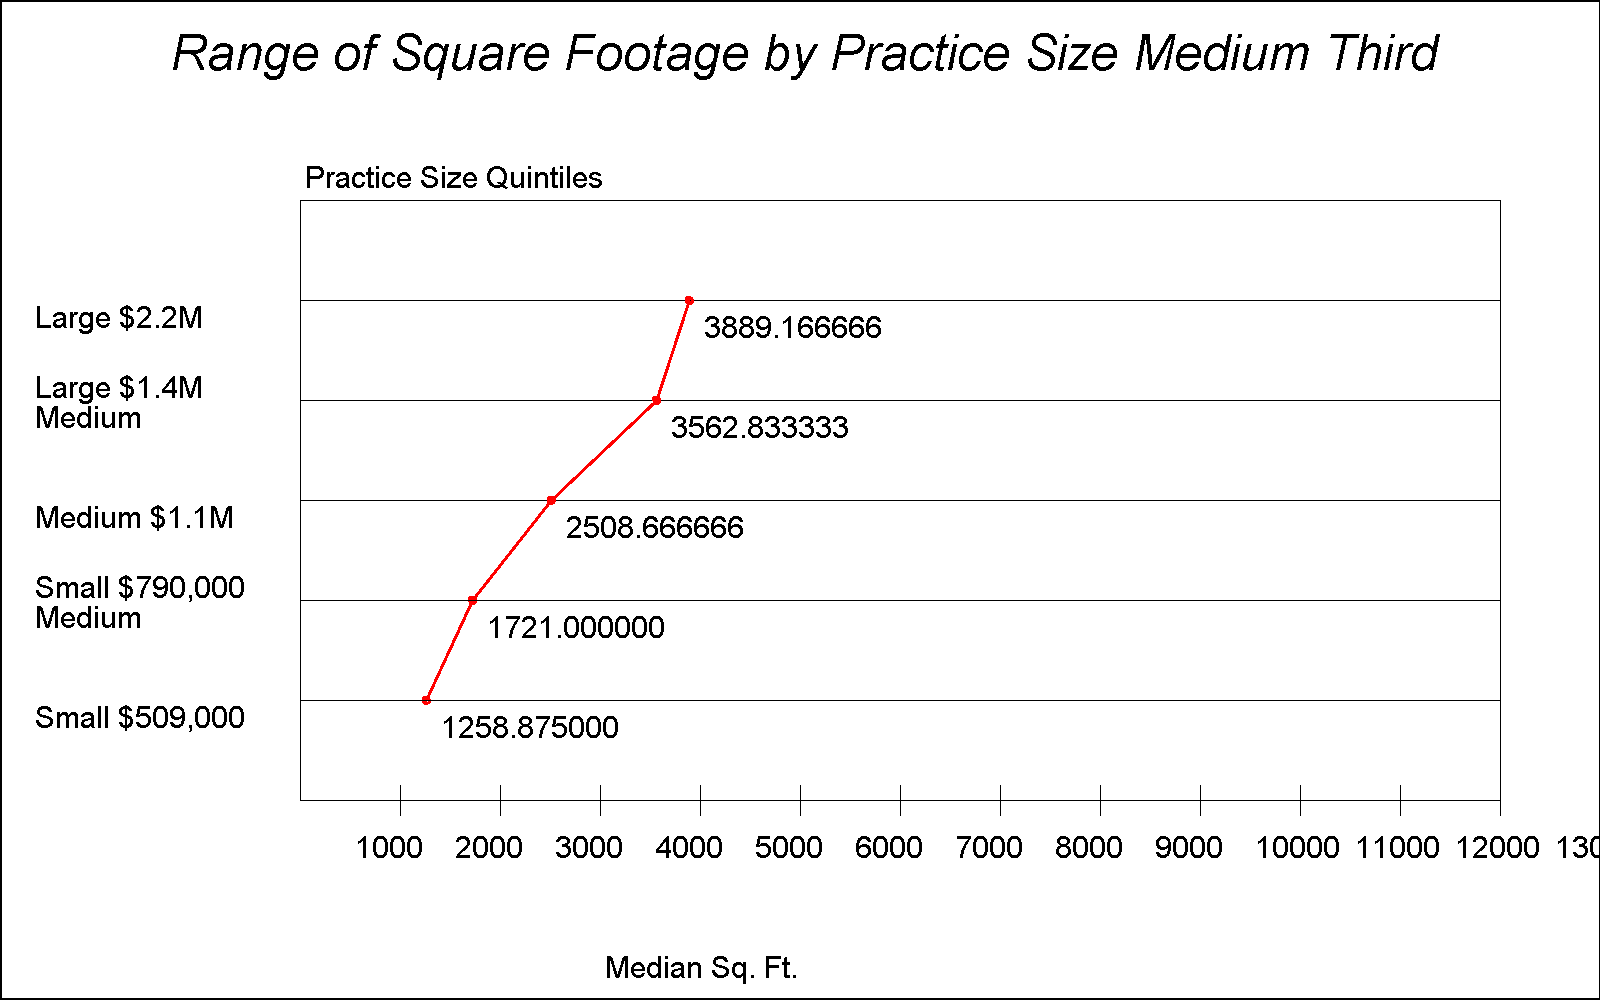 Range of Square Footage by Practice Size Medium Third
Practice Size Quintiles
Large $2.2M
3889.166666
Large $1.4M
Medium
3562.833333
Medium $1.1M
2508.666666
Small $790,000
Medium
1721.000000
Small $509,000
1258.875000
1000 2000 3000 4000 5000 6000 7000 8000 9000 10000 11000 12000
Median Sq. Ft.